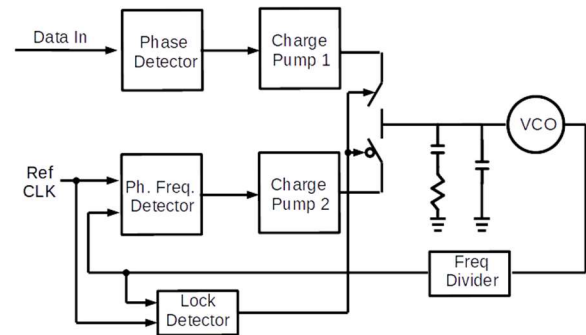 Data In
Phase
Detector
Charge
Pump 1
VCO
Ref
CLK
Ph. Freq.
Detector
Charge
Pump 2
Freq
Divider
Lock
Detector